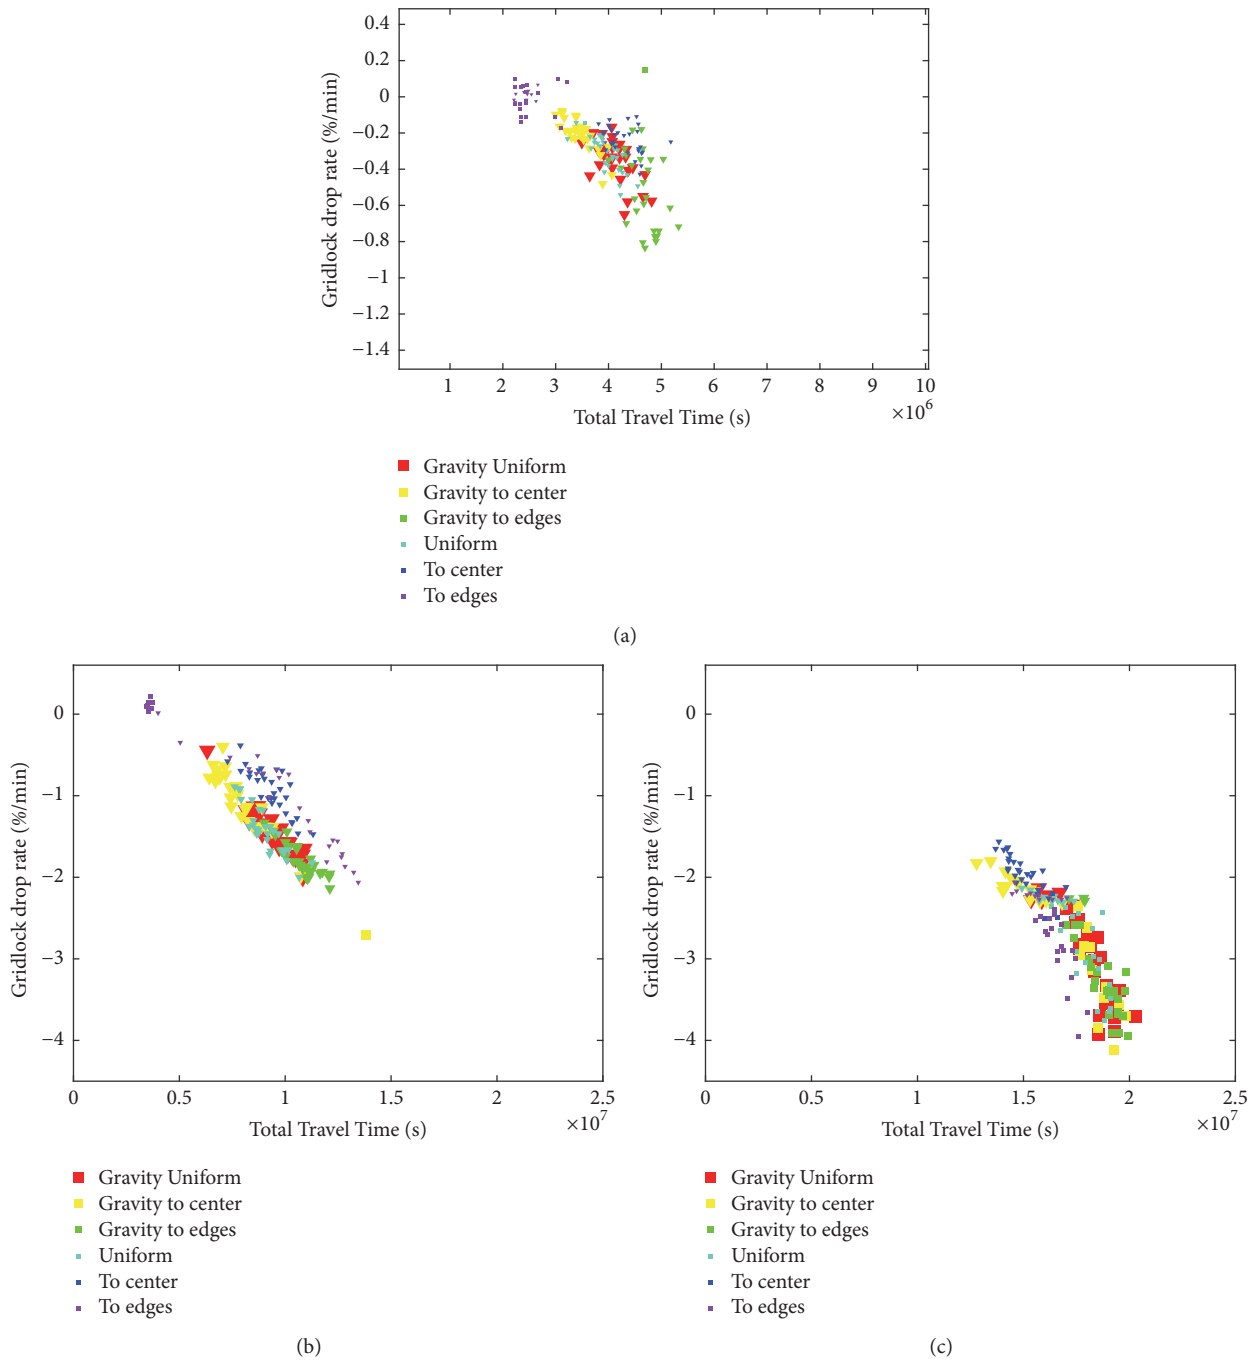 0.4
0.2
0
−0.2
−0.4
−0.6
−0.8
−1
−1.2
−1.4
Gridlock drop rate (%/min)
1 2 3 4 5 6 7 8 9 10
×10⁶
Total Travel Time (s)
Gravity Uniform
Gravity to center
Gravity to edges
Uniform
To center
To edges
(a)
0
−1
−2
−3
−4
Gridlock drop rate (%/min)
0 0.5 1 1.5 2 2.5
×10⁷
Total Travel Time (s)
Gravity Uniform
Gravity to center
Gravity to edges
Uniform
To center
To edges
(b)
0
−1
−2
−3
−4
Gridlock drop rate (%/min)
0 0.5 1 1.5 2 2.5
×10⁷
Total Travel Time (s)
Gravity Uniform
Gravity to center
Gravity to edges
Uniform
To center
To edges
(c)